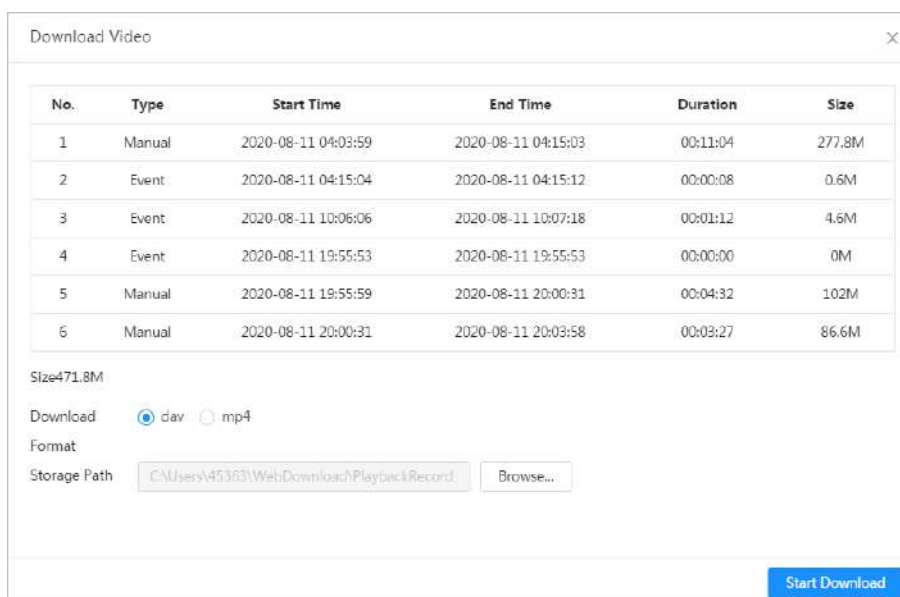 Download Video
No. Type Start Time End Time Duration Size
1 Manual 2020-08-11 04:03:59 2020-08-11 04:15:03 00:11:04 277.8M
2 Event 2020-08-11 04:15:04 2020-08-11 04:15:12 00:00:08 0.6M
3 Event 2020-08-11 10:06:06 2020-08-11 10:07:18 00:01:12 4.6M
4 Event 2020-08-11 19:55:53 2020-08-11 19:55:53 00:00:00 0M
5 Manual 2020-08-11 19:55:59 2020-08-11 20:00:31 00:04:32 102M
6 Manual 2020-08-11 20:00:31 2020-08-11 20:03:58 00:03:27 86.6M
Size471.8M
Download dav mp4
Format
Storage Path C:\Users\45363\WebDownload\PlaybackRecord Browse...
Start Download